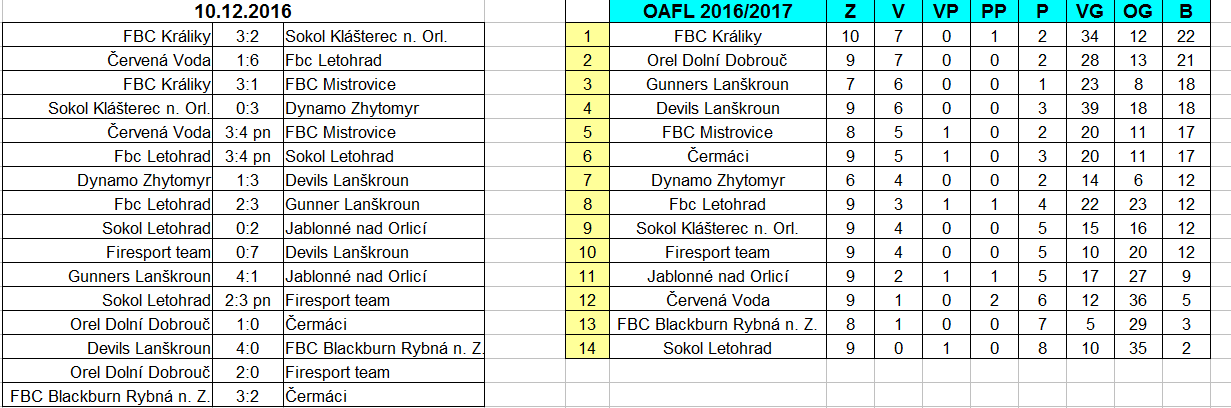 10.12.2016 OAFL 2016/2017 Z V VP PP P VG OG B
FBC Králiky 3:2 Sokol Klášterec n. Orl. 1 FBC Králiky 10 7 0 1 2 34 12 22
Červená Voda 1:6 Fbc Letohrad 2 Orel Dolní Dobrouč 9 7 0 0 2 28 13 21
FBC Králiky 3:1 FBC Mistrovice 3 Gunners Lanškroun 7 6 0 0 1 23 8 18
Sokol Klášterec n. Orl. 0:3 Dynamo Zhytomyr 4 Devils Lanškroun 9 6 0 0 3 39 18 18
Červená Voda 3:4 pn FBC Mistrovice 5 FBC Mistrovice 8 5 1 0 2 20 11 17
Fbc Letohrad 3:4 pn Sokol Letohrad 6 Čermáci 9 5 1 0 3 20 11 17
Dynamo Zhytomyr 1:3 Devils Lanškroun 7 Dynamo Zhytomyr 6 4 0 0 2 14 6 12
Fbc Letohrad 2:3 Gunner Lanškroun 8 Fbc Letohrad 9 3 1 1 4 22 23 12
Sokol Letohrad 0:2 Jablonné nad Orlicí 9 Sokol Klášterec n. Orl. 9 4 0 0 5 15 16 12
Firesport team 0:7 Devils Lanškroun 10 Firesport team 9 4 0 0 5 10 20 12
Gunners Lanškroun 4:1 Jablonné nad Orlicí 11 Jablonné nad Orlicí 9 2 1 1 5 17 27 9
Sokol Letohrad 2:3 pn Firesport team 12 Červená Voda 9 1 0 2 6 12 36 5
Orel Dolní Dobrouč 1:0 Čermáci 13 FBC Blackburn Rybná n. Z. 8 1 0 0 7 5 29 3
Devils Lanškroun 4:0 FBC Blackburn Rybná n. Z. 14 Sokol Letohrad 9 0 1 0 8 10 35 2
Orel Dolní Dobrouč 2:0 Firesport team
FBC Blackburn Rybná n. Z. 3:2 Čermáci